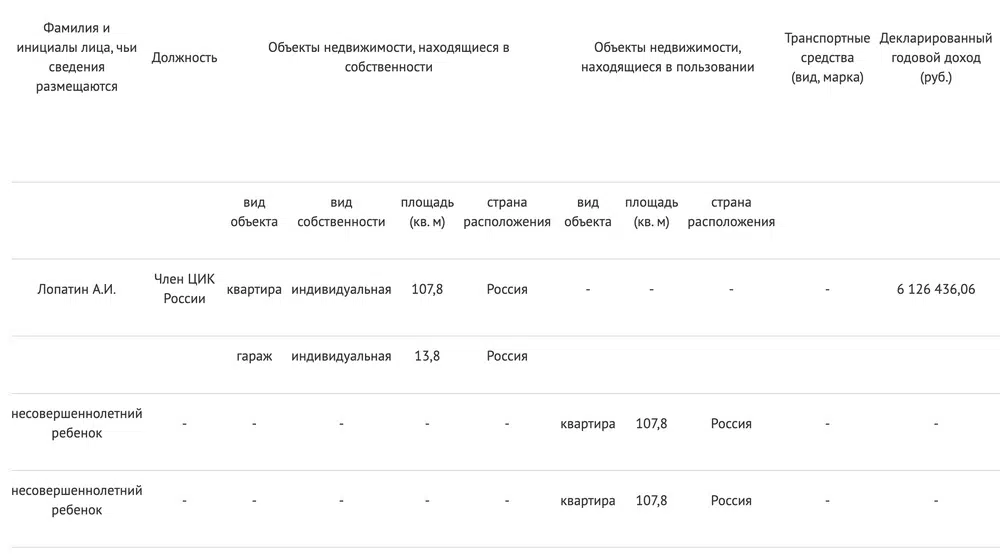 Фамилия и
инициалы лица, чьи
сведения
размещаются
Должность
Объекты недвижимости, находящиеся в
собственности
Объекты недвижимости,
находящиеся в пользовании
Транспортные
средства
(вид, марка)
Декларированный
годовой доход
(руб.)
вид
объекта
вид
собственности
площадь
(кв. м)
страна
расположения
вид
объекта
площадь
(кв. м)
страна
расположения
Лопатин А.И.
Член ЦИК
России
квартира
индивидуальная
107,8
Россия
-
-
-
-
6 126 436,06
гараж
индивидуальная
13,8
Россия
несовершеннолетний
ребенок
-
-
-
-
-
квартира
107,8
Россия
-
-
несовершеннолетний
ребенок
-
-
-
-
-
квартира
107,8
Россия
-
-